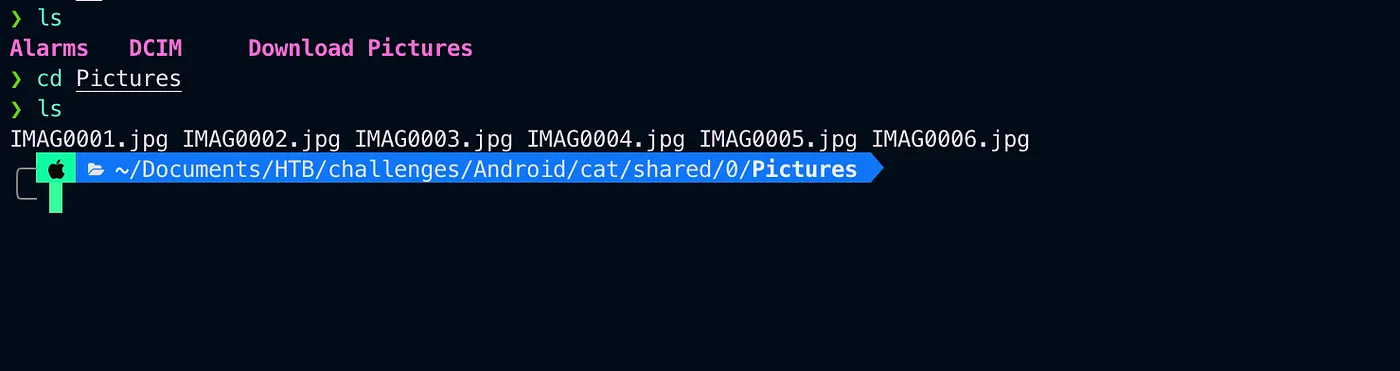 ❯ ls
Alarms DCIM Download Pictures
❯ cd Pictures
❯ ls
IMAG0001.jpg IMAG0002.jpg IMAG0003.jpg IMAG0004.jpg IMAG0005.jpg IMAG0006.jpg
~/Documents/HTB/challenges/Android/cat/shared/0/Pictures